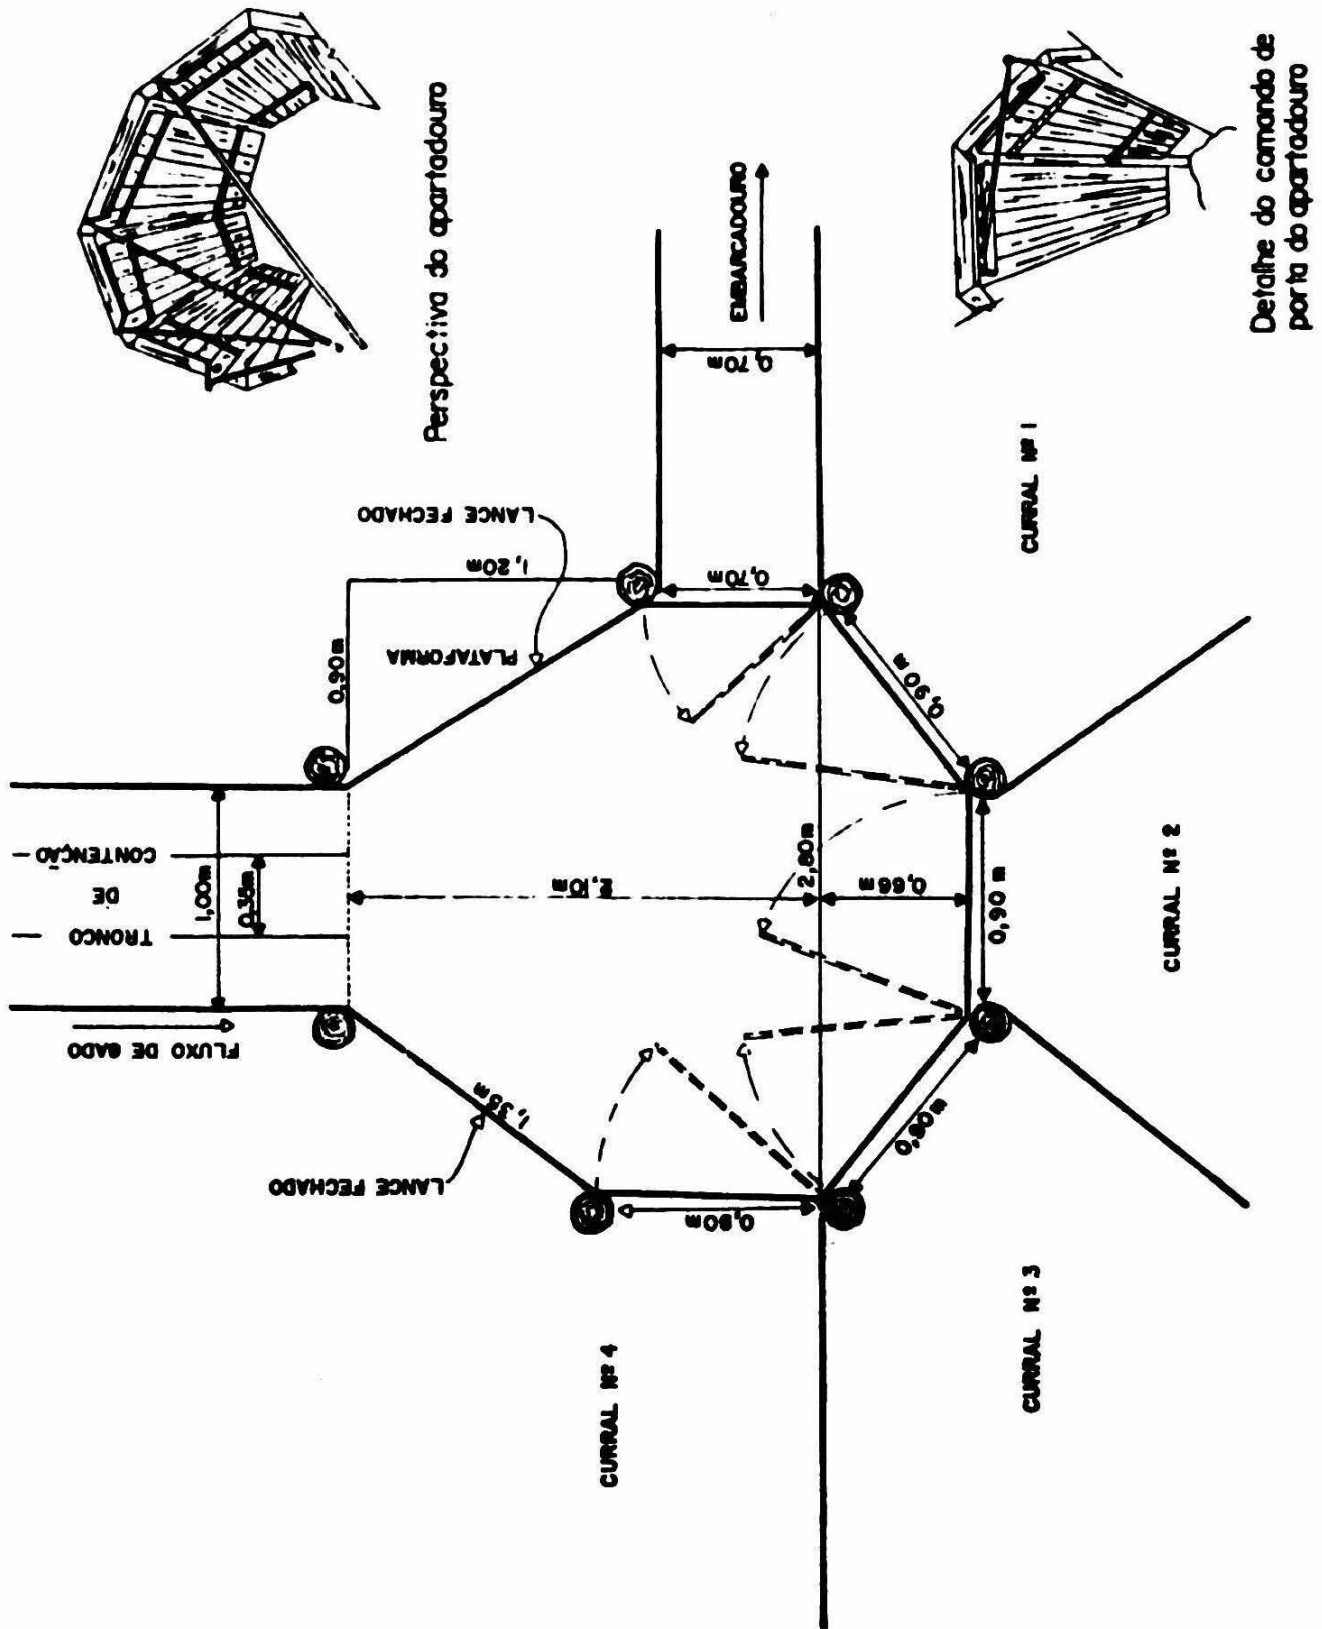 Perspectiva do apartadouro
Detalhe do comando de
porta do apartadouro
FLUXO DE GADO
TRONCO
DE
CONTENÇÃO
1,00m
0,35m
0,90m
1,20m
PLATAFORMA
LANCE FECHADO
LANCE FECHADO
1,35m
2,10m
2,80m
0,66m
0,70m
0,70m
EMBARCADOURO
0,90m
0,90m
0,90m
CURRAL Nº 1
CURRAL Nº 2
CURRAL Nº 3
CURRAL Nº 4